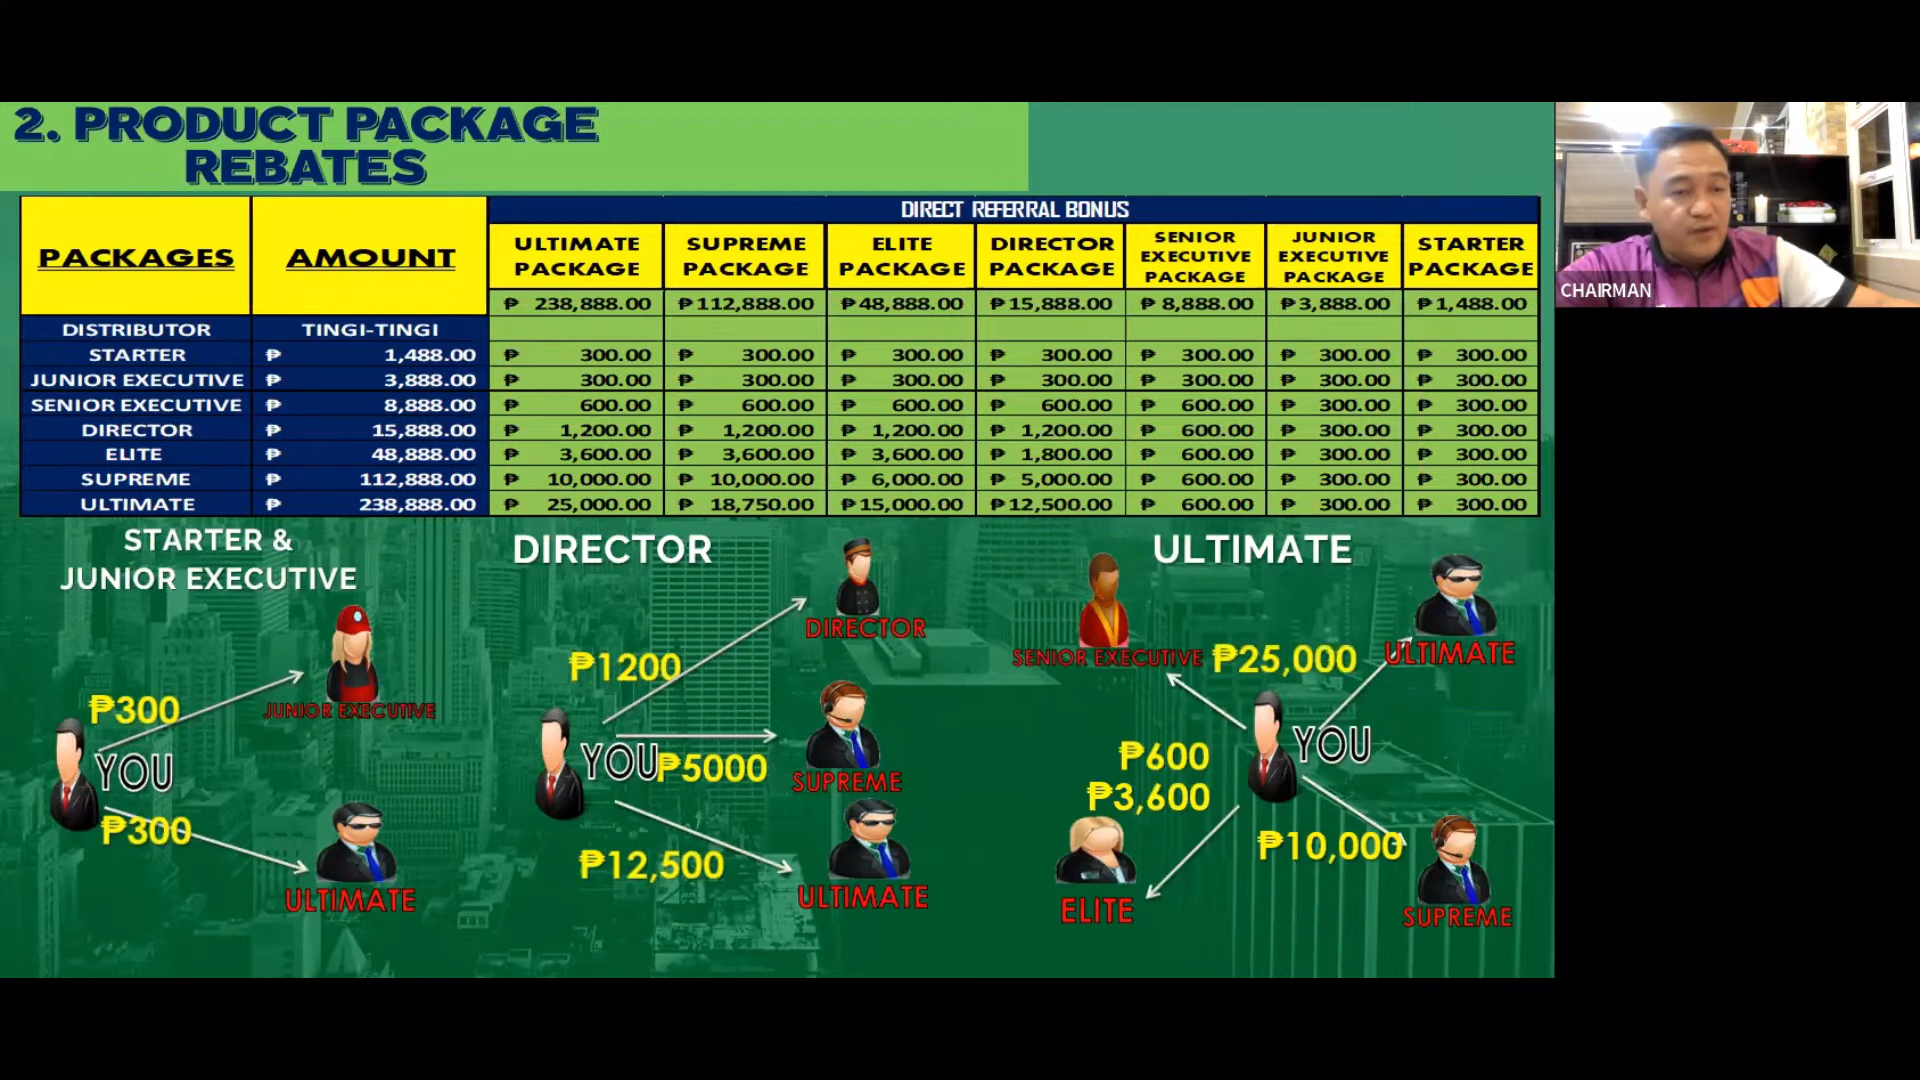 2. PRODUCT PACKAGE
REBATES
PACKAGES AMOUNT DIRECT REFERRAL BONUS
ULTIMATE PACKAGE SUPREME PACKAGE ELITE PACKAGE DIRECTOR PACKAGE SENIOR EXECUTIVE PACKAGE JUNIOR EXECUTIVE PACKAGE STARTER PACKAGE
₱ 238,888.00 ₱112,888.00 ₱48,888.00 ₱15,888.00 ₱ 8,888.00 ₱3,888.00 ₱1,488.00
DISTRIBUTOR TINGI-TINGI
STARTER ₱ 1,488.00 ₱ 300.00 ₱ 300.00 ₱ 300.00 ₱ 300.00 ₱ 300.00 ₱ 300.00 ₱ 300.00
JUNIOR EXECUTIVE ₱ 3,888.00 ₱ 300.00 ₱ 300.00 ₱ 300.00 ₱ 300.00 ₱ 300.00 ₱ 300.00 ₱ 300.00
SENIOR EXECUTIVE ₱ 8,888.00 ₱ 600.00 ₱ 600.00 ₱ 600.00 ₱ 600.00 ₱ 600.00 ₱ 300.00 ₱ 300.00
DIRECTOR ₱ 15,888.00 ₱ 1,200.00 ₱ 1,200.00 ₱ 1,200.00 ₱ 1,200.00 ₱ 600.00 ₱ 300.00 ₱ 300.00
ELITE ₱ 48,888.00 ₱ 3,600.00 ₱ 3,600.00 ₱ 3,600.00 ₱ 1,800.00 ₱ 600.00 ₱ 300.00 ₱ 300.00
SUPREME ₱ 112,888.00 ₱ 10,000.00 ₱ 10,000.00 ₱ 6,000.00 ₱ 5,000.00 ₱ 600.00 ₱ 300.00 ₱ 300.00
ULTIMATE ₱ 238,888.00 ₱ 25,000.00 ₱ 18,750.00 ₱15,000.00 ₱12,500.00 ₱ 600.00 ₱ 300.00 ₱ 300.00
STARTER &
JUNIOR EXECUTIVE
₱300
JUNIOR EXECUTIVE
YOU
₱300
ULTIMATE
DIRECTOR
DIRECTOR
₱1200
YOU
₱5000
SUPREME
₱12,500
ULTIMATE
ULTIMATE
SENIOR EXECUTIVE
₱25,000
ULTIMATE
YOU
₱600
₱3,600
₱10,000
ELITE
SUPREME
CHAIRMAN